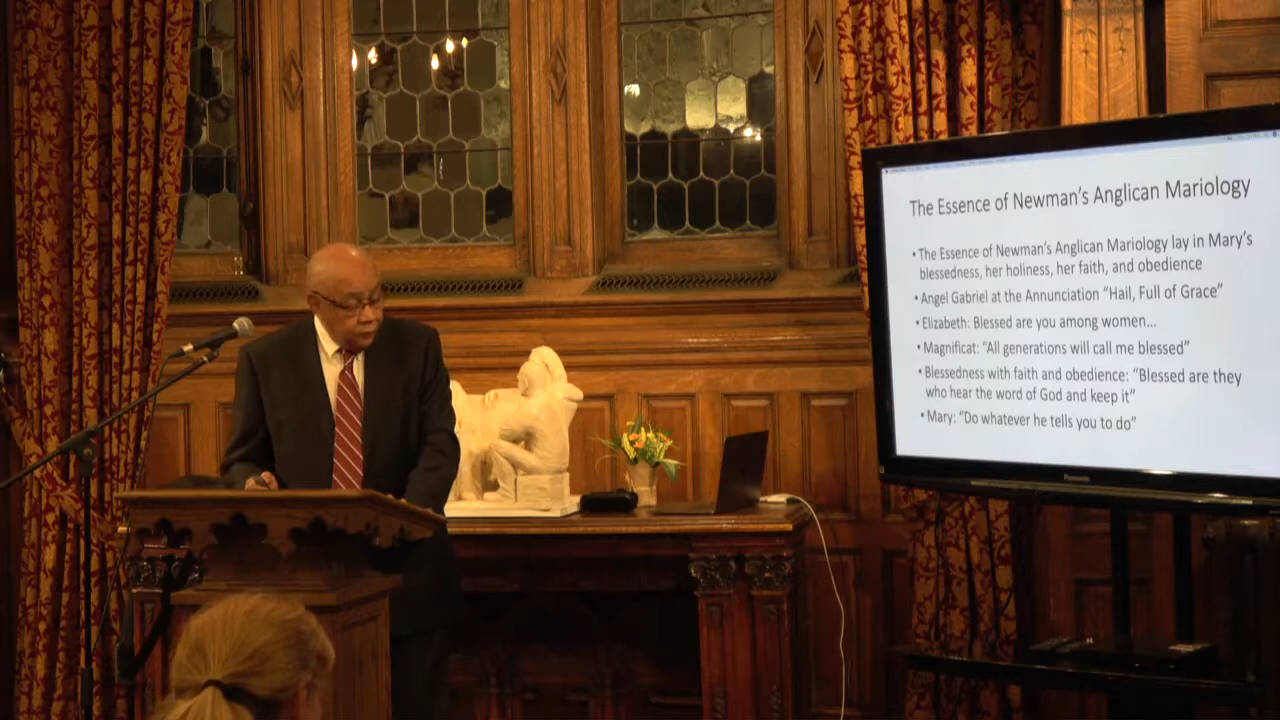 The Essence of Newman's Anglican Mariology
• The Essence of Newman's Anglican Mariology lay in Mary's
blessedness, her holiness, her faith, and obedience
• Angel Gabriel at the Annunciation "Hail, Full of Grace"
• Elizabeth: Blessed are you among women...
• Magnificat: "All generations will call me blessed"
• Blessedness with faith and obedience: "Blessed are they
who hear the word of God and keep it"
• Mary: "Do whatever he tells you to do"
Panasonic